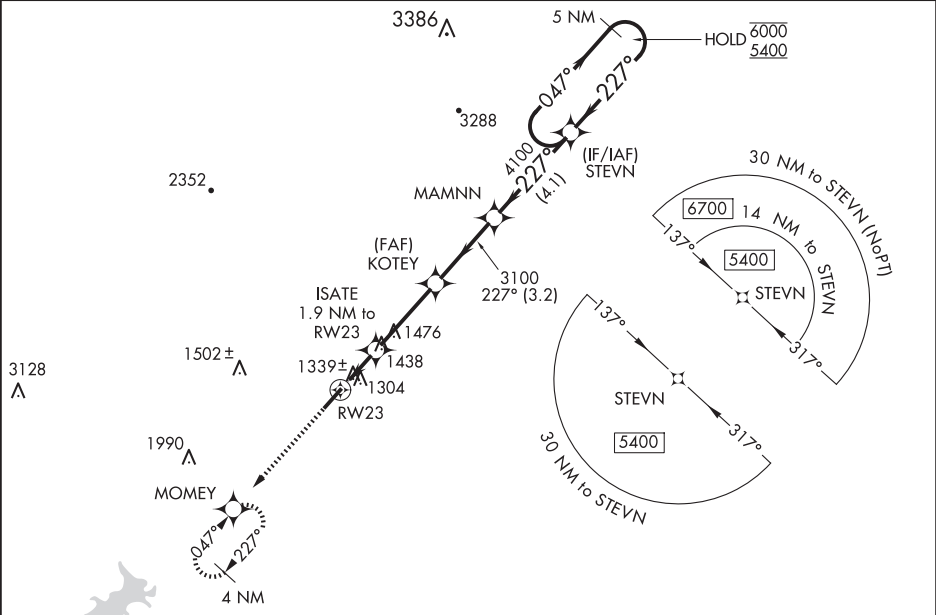 3386
5 NM
HOLD 6000
5400
047°
227°
3288
4100
227°
(4.1)
(IF/IAF)
STEVN
2352
MAMNN
30 NM to STEVN (NoPT)
6700
14 NM to STEVN
137°
5400
STEVN
317°
(FAF)
KOTEY
3100
227° (3.2)
ISATE
1.9 NM to
RW23
1476
1438
1502 ±
1339±
1304
3128
RW23
137°
STEVN
317°
5400
30 NM to STEVN
1990
MOMEY
047°
227°
4 NM